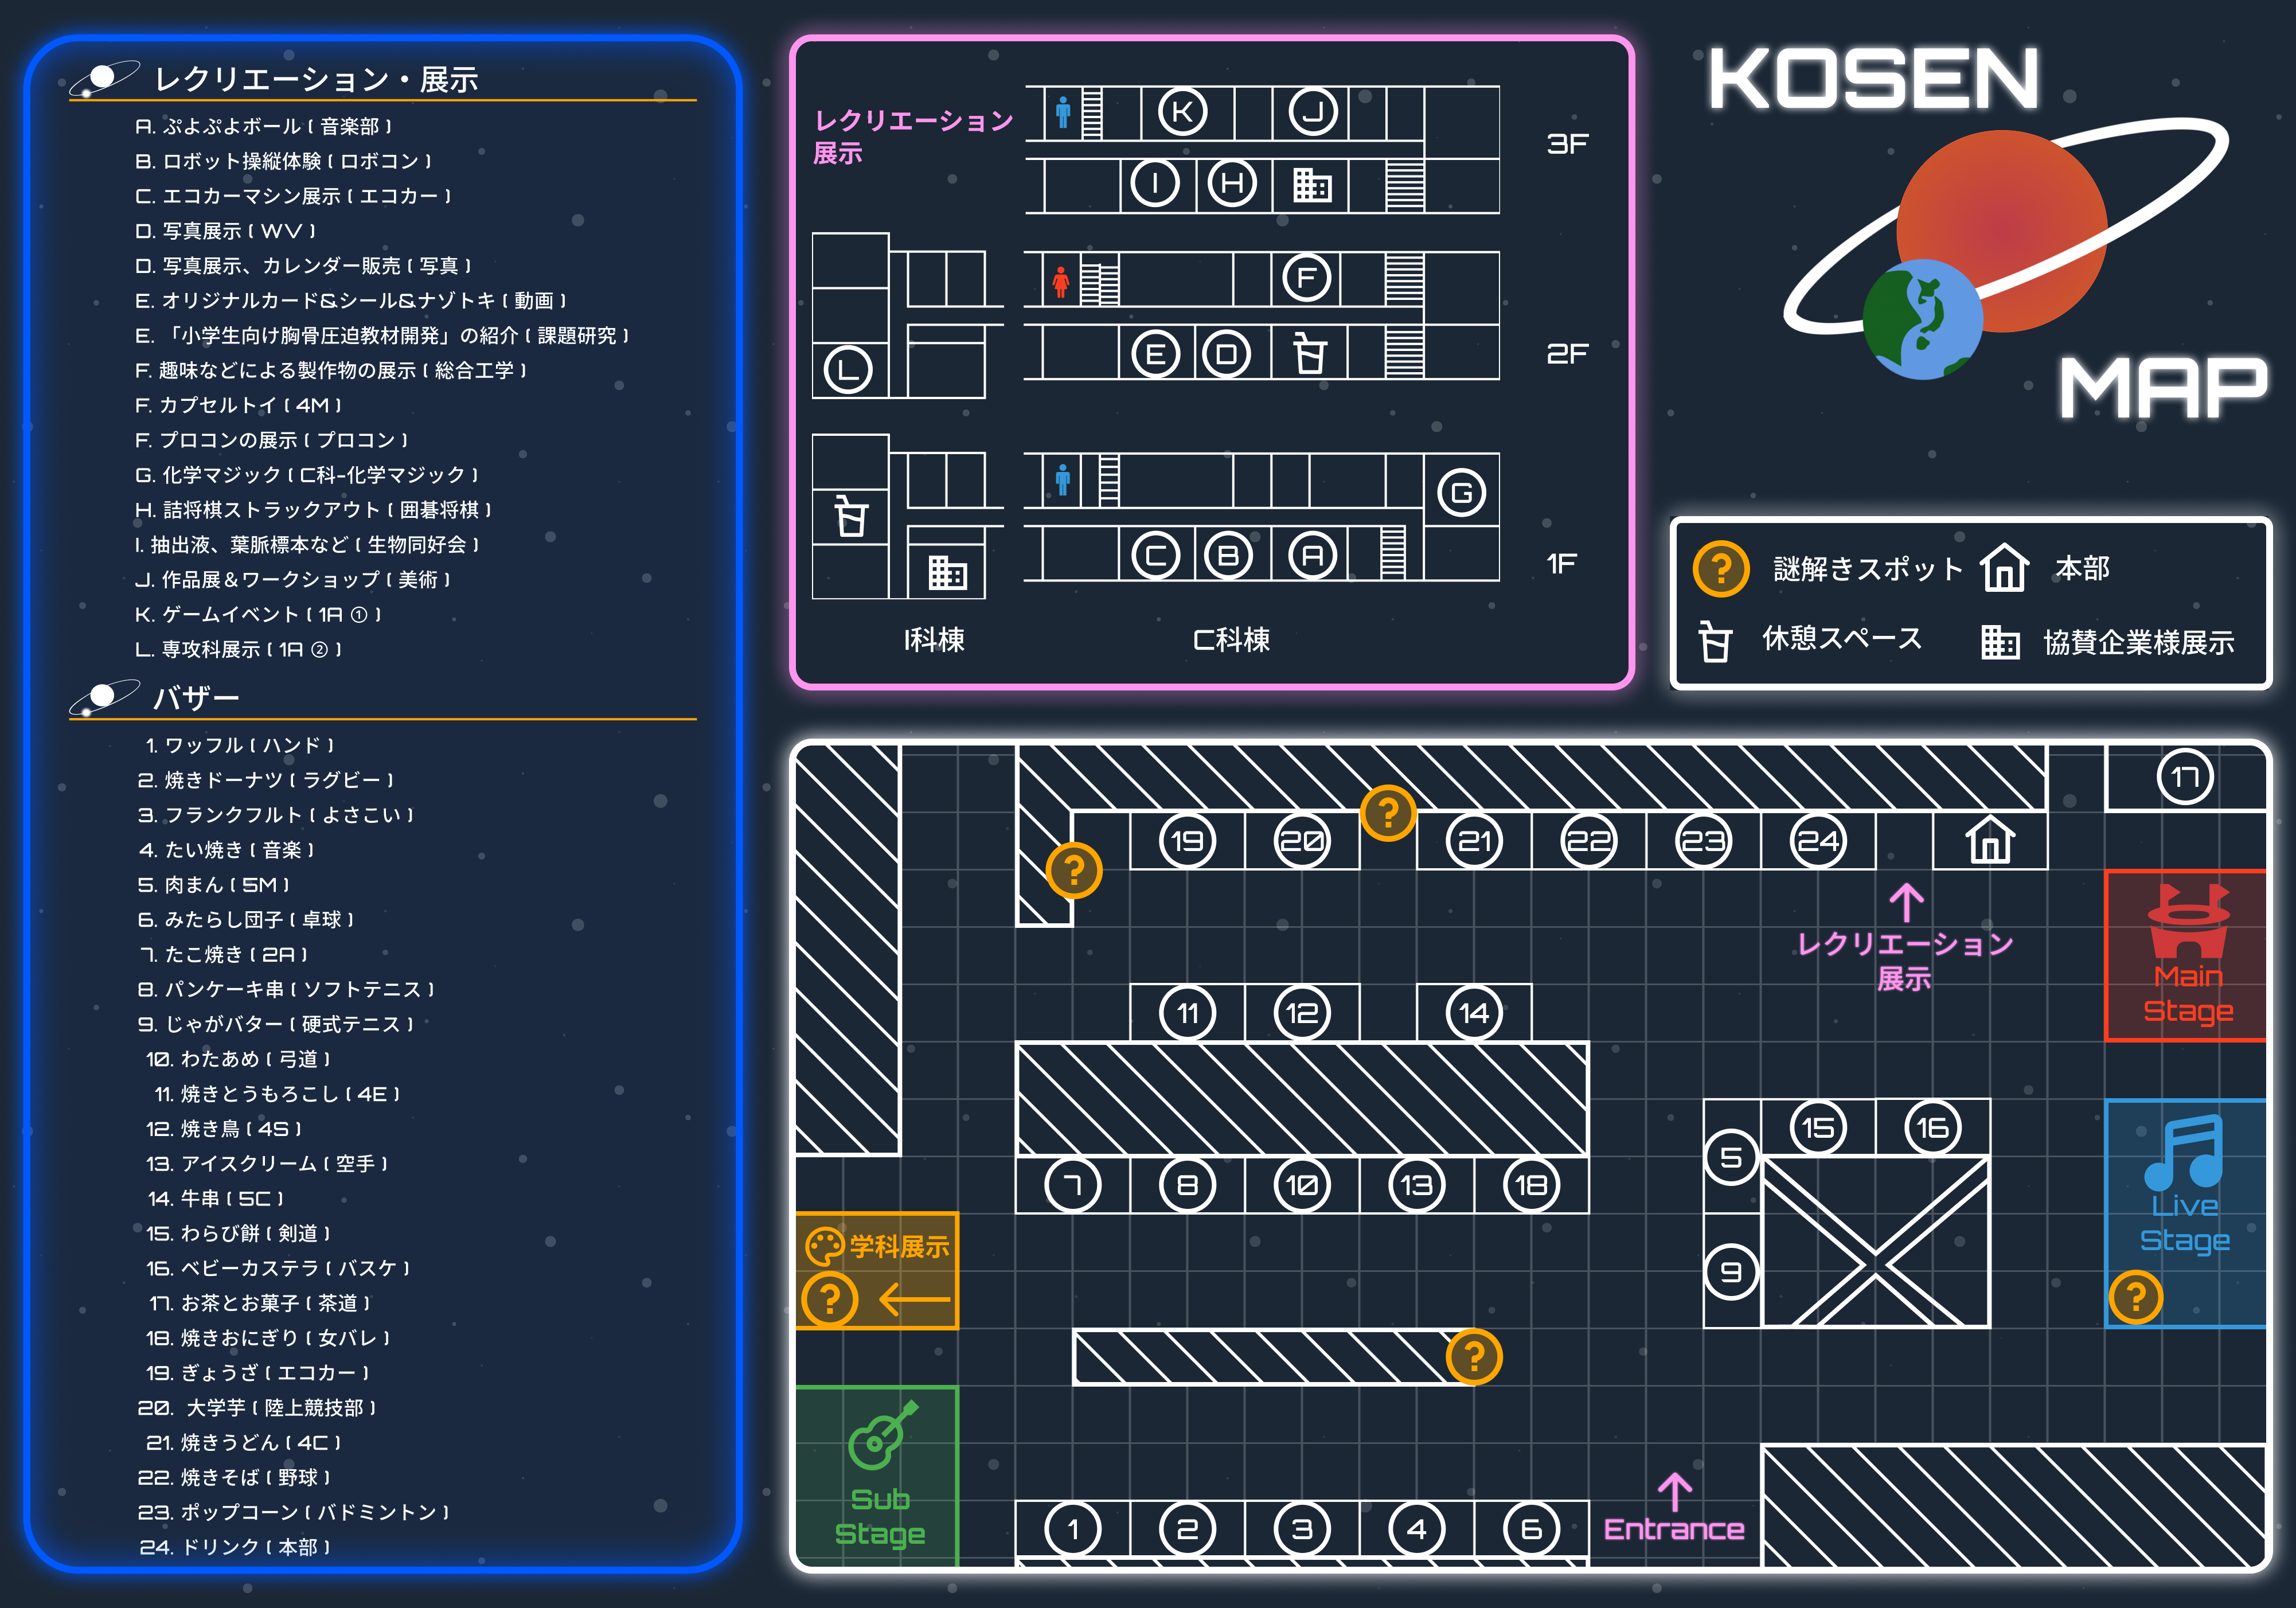 レクリエーション・展示
A. ぷよぷよボール ( 音楽部 )
B. ロボット操縦体験 ( ロボコン )
C. エコカーマシン展示 ( エコカー )
D. 写真展示 ( WV )
D. 写真展示、カレンダー販売 ( 写真 )
E. オリジナルカード&シール&ナゾトキ ( 動画 )
E. 「小学生向け胸骨圧迫教材開発」の紹介 ( 課題研究 )
F. 趣味などによる製作物の展示 ( 総合工学 )
F. カプセルトイ ( 4M )
F. プロコンの展示 ( プロコン )
G. 化学マジック ( C科-化学マジック )
H. 詰将棋ストラックアウト ( 囲碁将棋 )
I. 抽出液、葉脈標本など ( 生物同好会 )
J. 作品展＆ワークショップ ( 美術 )
K. ゲームイベント ( 1A ① )
L. 専攻科展示 ( 1A ② )
バザー
1. ワッフル ( ハンド )
2. 焼きドーナツ ( ラグビー )
3. フランクフルト ( よさこい )
4. たい焼き ( 音楽 )
5. 肉まん ( 5M )
6. みたらし団子 ( 卓球 )
7. たこ焼き ( 2A )
8. パンケーキ串 ( ソフトテニス )
9. じゃがバター ( 硬式テニス )
10. わたあめ ( 弓道 )
11. 焼きとうもろこし ( 4E )
12. 焼き鳥 ( 4S )
13. アイスクリーム ( 空手 )
14. 牛串 ( 5C )
15. わらび餅 ( 剣道 )
16. ベビーカステラ ( バスケ )
17. お茶とお菓子 ( 茶道 )
18. 焼きおにぎり ( 女バレ )
19. ぎょうざ ( エコカー )
20. 大学芋 ( 陸上競技部 )
21. 焼きうどん ( 4C )
22. 焼きそば ( 野球 )
23. ポップコーン ( バドミントン )
24. ドリンク ( 本部 )
レクリエーション
展示
K J
3F
I H
F
2F
L E D
G
C B A
1F
I科棟 C科棟
KOSEN
MAP
? 謎解きスポット 本部
休憩スペース 協賛企業様展示
17
?
19 20 21 22 23 24
?
レクリエーション
展示
Main
Stage
11 12 14
15 16
5
7 8 10 13 18
9
Live
Stage
?
学科展示
?
?
Sub
Stage
1 2 3 4 6
Entrance